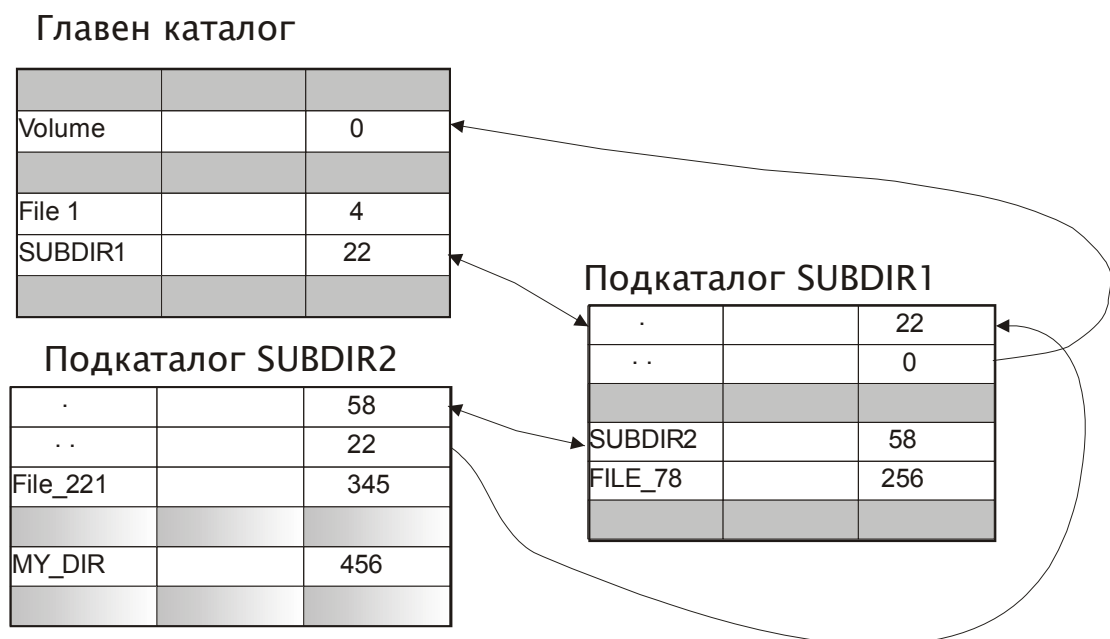 Главен каталог
Volume 0
File 1 4
SUBDIR1 22
Подкаталог SUBDIR1
. 22
. . 0
SUBDIR2 58
FILE_78 256
Подкаталог SUBDIR2
. 58
. . 22
File_221 345
MY_DIR 456